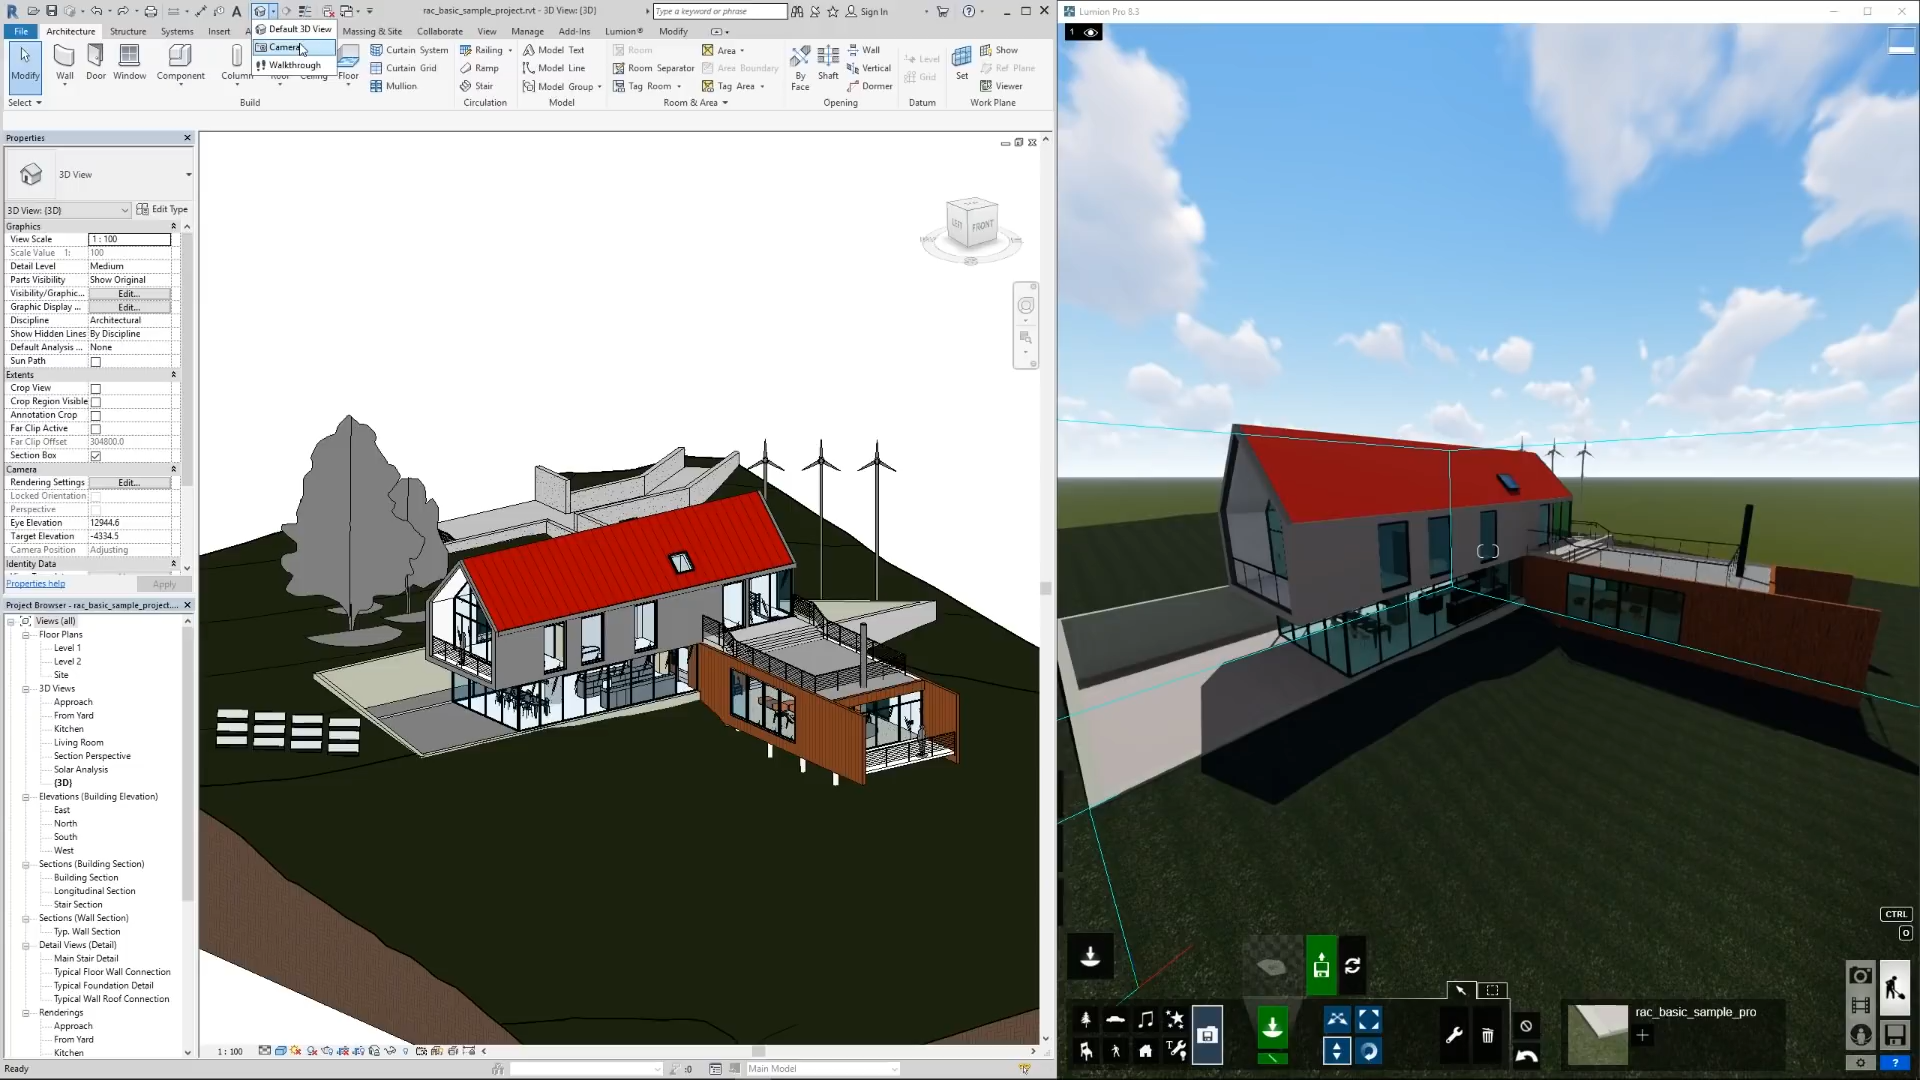 rac_basic_sample_project.rvt - 3D View: {3D}
Type a keyword or phrase
Sign In
Default 3D View
Camera
Walkthrough
File
Architecture
Structure
Systems
Insert
Massing & Site
Collaborate
View
Manage
Add-Ins
Lumion®
Modify
Modify
Wall
Door
Window
Component
Column
Roof
Ceiling
Floor
Curtain System
Curtain Grid
Mullion
Railing
Ramp
Stair
Model Text
Model Line
Model Group
Room
Room Separator
Tag Room
Area
Area Boundary
Tag Area
By
Face
Shaft
Wall
Vertical
Dormer
Level
Grid
Set
Show
Ref Plane
Viewer
Select
Build
Circulation
Model
Room & Area
Opening
Datum
Work Plane
Properties
3D View
3D View: {3D}
Edit Type
Graphics
View Scale 1 : 100
Scale Value 1: 100
Detail Level Medium
Parts Visibility Show Original
Visibility/Graphic... Edit...
Graphic Display ... Edit...
Discipline Architectural
Show Hidden Lines By Discipline
Default Analysis ... None
Sun Path
Extents
Crop View
Crop Region Visible
Annotation Crop
Far Clip Active
Far Clip Offset 304800.0
Section Box
Camera
Rendering Settings Edit...
Locked Orientation
Perspective
Eye Elevation 12944.6
Target Elevation -4334.5
Camera Position Adjusting
Identity Data
Properties help
Apply
Project Browser - rac_basic_sample_project....
Views (all)
Floor Plans
Level 1
Level 2
Site
3D Views
Approach
From Yard
Kitchen
Living Room
Section Perspective
Solar Analysis
{3D}
Elevations (Building Elevation)
East
North
South
West
Sections (Building Section)
Building Section
Longitudinal Section
Stair Section
Sections (Wall Section)
Typ. Wall Section
Detail Views (Detail)
Main Stair Detail
Typical Floor Wall Connection
Typical Foundation Detail
Typical Wall Roof Connection
Renderings
Approach
From Yard
Kitchen
LEFT
FRONT
1 : 100
Ready
:0
Main Model
Lumion Pro 8.3
1
CTRL
O
rac_basic_sample_pro
+
?